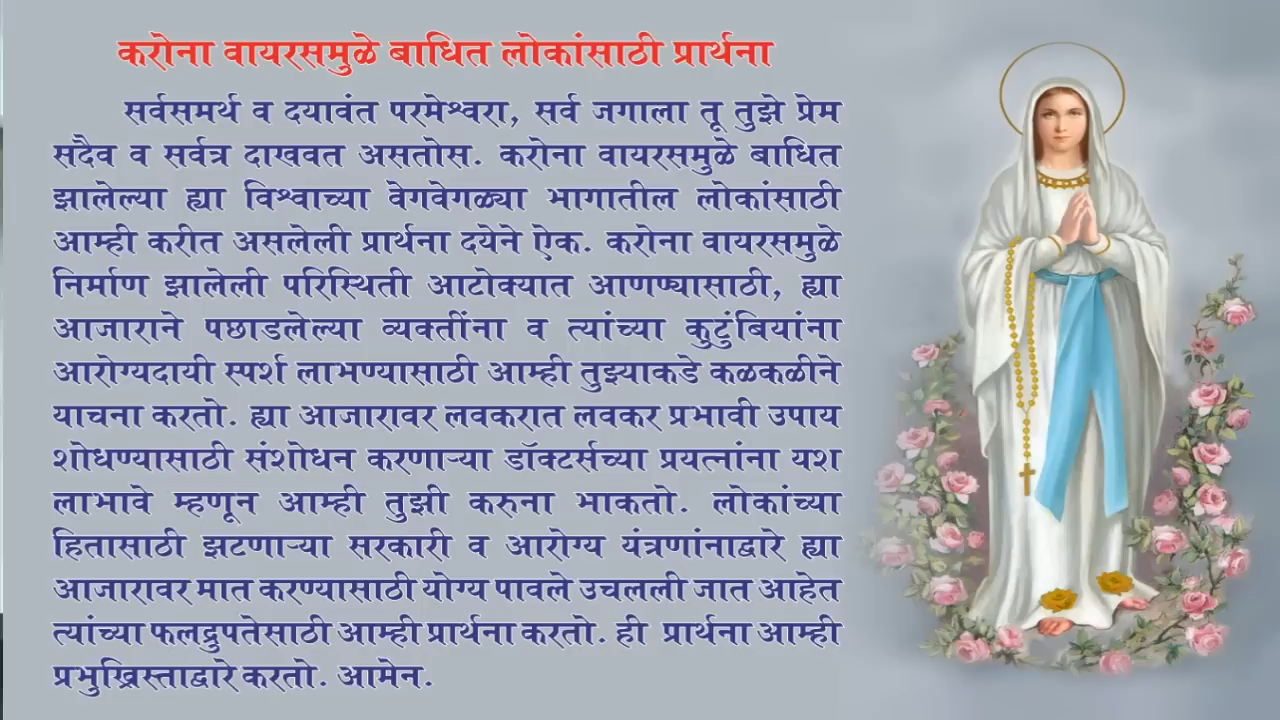 करोना वायरसमुळे बाधित लोकांसाठी प्रार्थना
सर्वसमर्थ व दयावंत परमेश्वरा, सर्व जगाला तू तुझे प्रेम
सदैव व सर्वत्र दाखवत असतोस. करोना वायरसमुळे बाधित
झालेल्या ह्या विश्वाच्या वेगवेगळ्या भागातील लोकांसाठी
आम्ही करीत असलेली प्रार्थना दयेने ऐक. करोना वायरसमुळे
निर्माण झालेली परिस्थिती आटोक्यात आणण्यासाठी, ह्या
आजाराने पछाडलेल्या व्यक्तींना व त्यांच्या कुटुंबियांना
आरोग्यदायी स्पर्श लाभण्यासाठी आम्ही तुझ्याकडे कळकळीने
याचना करतो. ह्या आजारावर लवकरात लवकर प्रभावी उपाय
शोधण्यासाठी संशोधन करणाऱ्या डॉक्टर्सच्या प्रयत्नांना यश
लाभावे म्हणून आम्ही तुझी करुना भाकतो. लोकांच्या
हितासाठी झटणाऱ्या सरकारी व आरोग्य यंत्रणांनाद्वारे ह्या
आजारावर मात करण्यासाठी योग्य पावले उचलली जात आहेत
त्यांच्या फलद्रुपतेसाठी आम्ही प्रार्थना करतो. ही प्रार्थना आम्ही
प्रभुख्रिस्ताद्वारे करतो. आमेन.